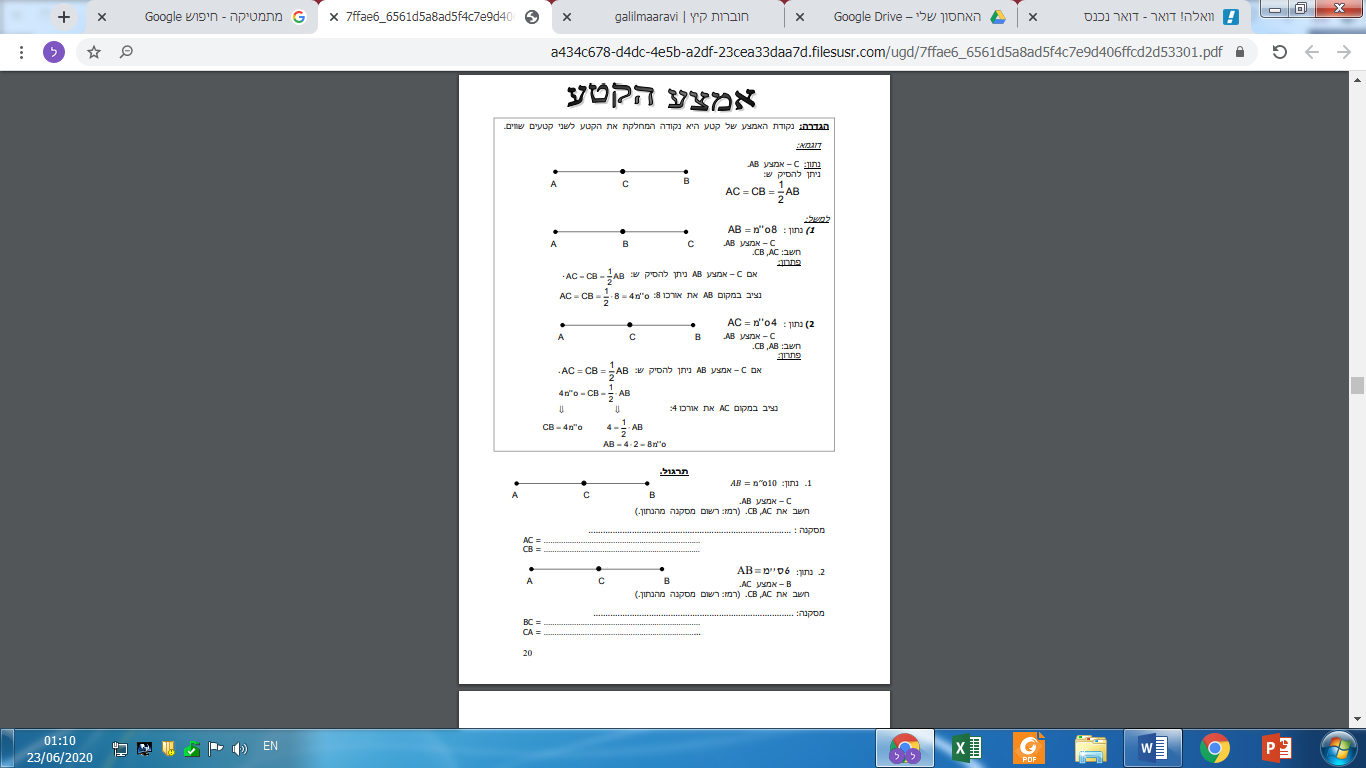 וואלה! דואר - דואר נכנס
האחסון שלי – Google Drive
חוברות קיץ | galilmaaravi
7ffae6_6561d5a8ad5f4c7e9d40
מתמטיקה - חיפוש Google
a434c678-d4dc-4e5b-a2df-23cea33daa7d.filesusr.com/ugd/7ffae6_6561d5a8ad5f4c7e9d406ffcd2d53301.pdf
אמצע הקטע
הגדרה: נקודת האמצע של קטע היא נקודה המחלקת את הקטע לשני קטעים שווים.
דוגמא:
נתון: C – אמצע AB.
ניתן להסיק ש:
A C B
AC = CB = 1/2 AB
למשל:
1) נתון : AB = 8ס"מ
A B C
C – אמצע AB.
חשב: CB ,AC.
פתרון:
אם C – אמצע AB ניתן להסיק ש: AC = CB = 1/2 AB.
נציב במקום AB את אורכו 8: AC = CB = 1/2 · 8 = 4ס"מ
2) נתון : AC = 4ס"מ
A C B
C – אמצע AB.
חשב: CB ,AB.
פתרון:
אם C – אמצע AB ניתן להסיק ש: AC = CB = 1/2 AB.
4ס"מ = CB = 1/2 · AB
נציב במקום AC את אורכו 4: ⇓ ⇓
CB = 4ס"מ 4 = 1/2 · AB
AB = 4 · 2 = 8ס"מ
תרגול.
1. נתון: AB = 10ס"מ
A C B
C – אמצע AB.
חשב את CB ,AC. (רמז: רשום מסקנה מהנתון.)
מסקנה : ................................................
AC = ................................................
CB = ................................................
2. נתון: AB = 6ס"מ
A C B
B – אמצע AC.
חשב את CB ,AC. (רמז: רשום מסקנה מהנתון.)
מסקנה: ................................................
BC = ................................................
CA = ................................................
20
01:10
23/06/2020
EN